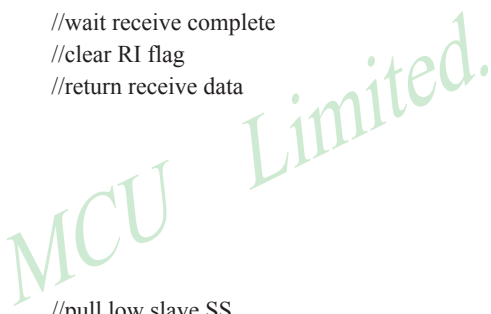 //wait receive complete
//clear RI flag
//return receive data
MCU Limited.
//pull low slave SS